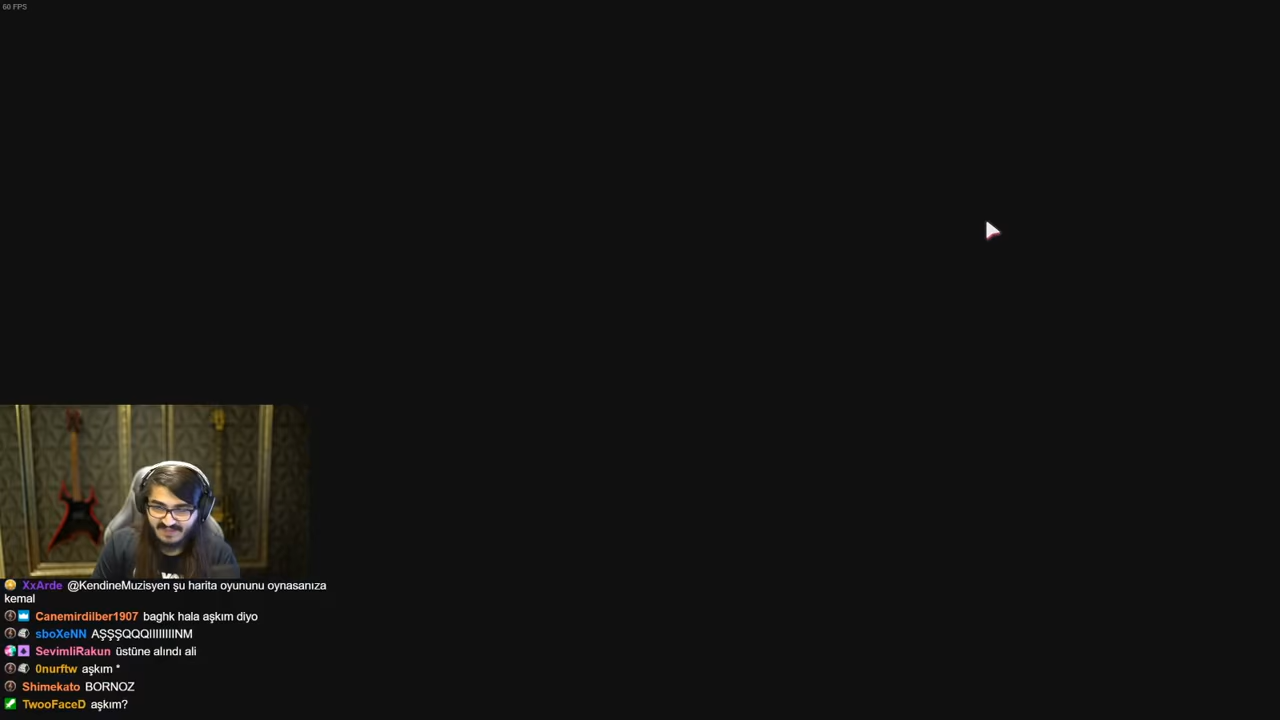 60 FPS
XxArde @KendineMuzisyen şu harita oyununu oynasanıza
kemal
Canemirdilber1907 baghk hala aşkım diyo
sboXeNN AŞŞŞQQQIIIIIIIINM
SevimliRakun üstüne alındı ali
0nurftw aşkım *
Shimekato BORNOZ
TwooFaceD aşkım?